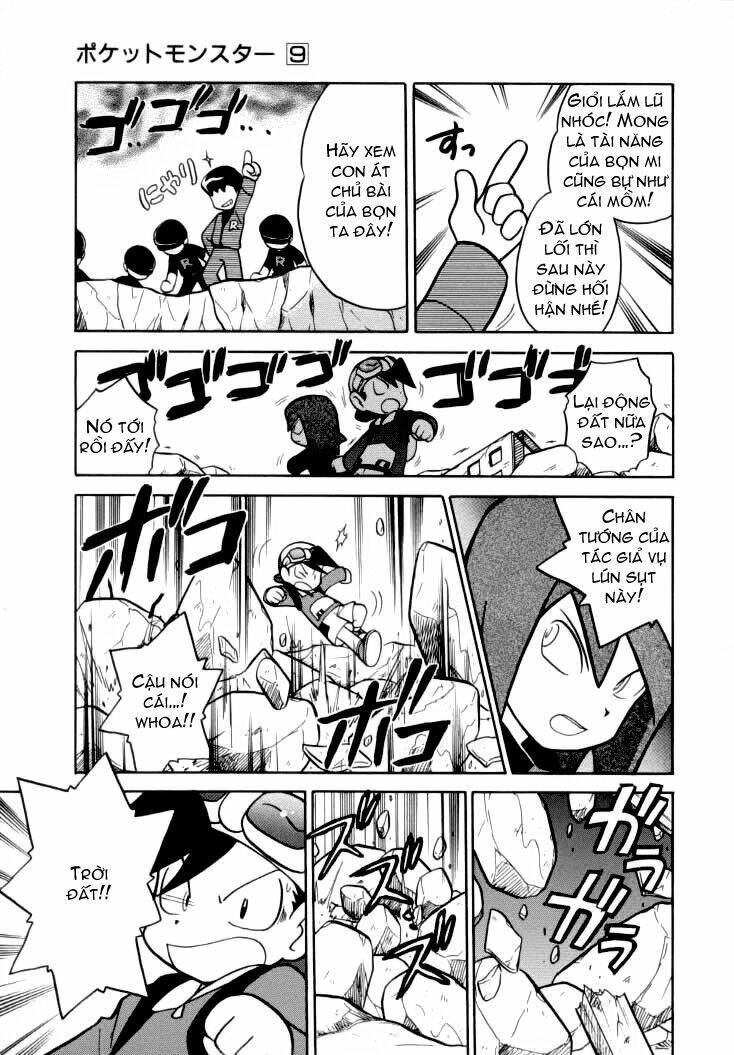 ポケットモンスター 9
GIỎI LẮM LŨ
NHÓC! MONG
LÀ TÀI NĂNG
CỦA BỌN MI
CŨNG BỰ NHƯ
CÁI MỒM!
ĐÃ LỚN
LỐI THÌ
SAU NÀY
ĐỪNG HỐI
HẬN NHÉ!
すっ
HÃY XEM
CON ÁT
CHỦ BÀI
CỦA BỌN
TA ĐÂY!
ゴゴゴ...
にやり
R
R
R
LẠI ĐỘNG
ĐẤT NỮA
SAO...?
ゴゴゴ
ゴゴゴゴ
NÓ TỚI
RỒI ĐẤY!
CHÂN
TƯỚNG CỦA
TÁC GIẢ VỤ
LÚN SỤT
NÀY!
ボコ
ボコ
CẬU NÓI
CÁI...!
WHOA!!
ガラガラ
ズズズ
TRỜI
ĐẤT!!